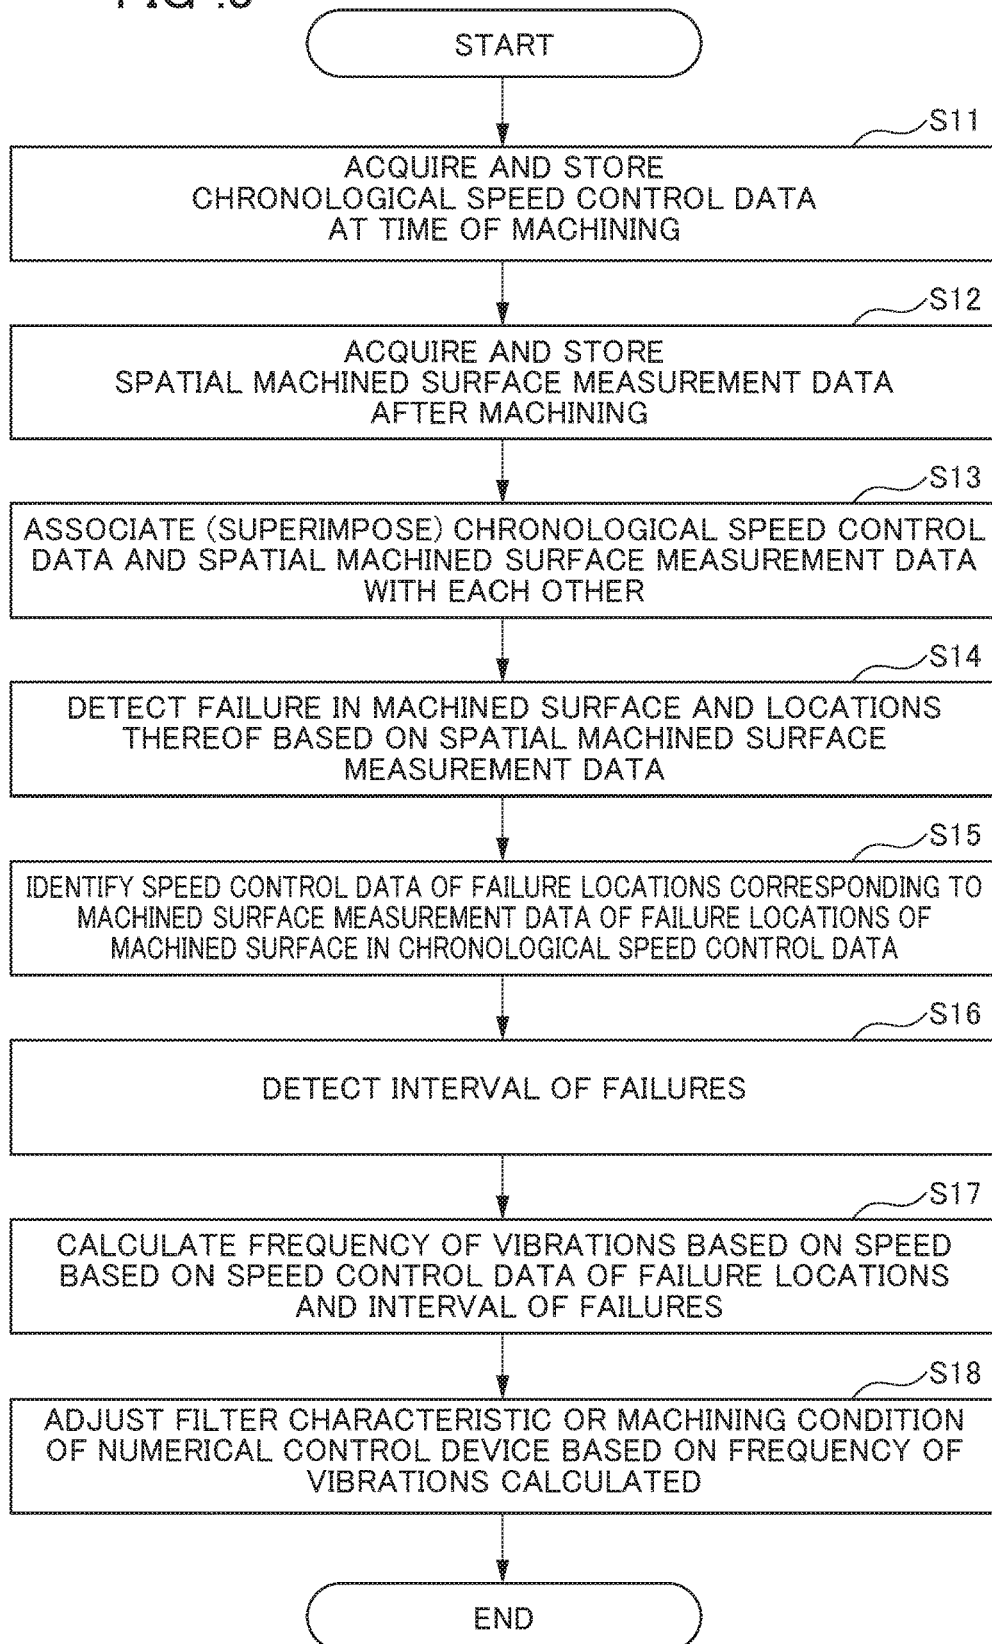 START
S11
ACQUIRE AND STORE
CHRONOLOGICAL SPEED CONTROL DATA
AT TIME OF MACHINING
S12
ACQUIRE AND STORE
SPATIAL MACHINED SURFACE MEASUREMENT DATA
AFTER MACHINING
S13
ASSOCIATE (SUPERIMPOSE) CHRONOLOGICAL SPEED CONTROL
DATA AND SPATIAL MACHINED SURFACE MEASUREMENT DATA
WITH EACH OTHER
S14
DETECT FAILURE IN MACHINED SURFACE AND LOCATIONS
THEREOF BASED ON SPATIAL MACHINED SURFACE
MEASUREMENT DATA
S15
IDENTIFY SPEED CONTROL DATA OF FAILURE LOCATIONS CORRESPONDING TO
MACHINED SURFACE MEASUREMENT DATA OF FAILURE LOCATIONS OF
MACHINED SURFACE IN CHRONOLOGICAL SPEED CONTROL DATA
S16
DETECT INTERVAL OF FAILURES
S17
CALCULATE FREQUENCY OF VIBRATIONS BASED ON SPEED
BASED ON SPEED CONTROL DATA OF FAILURE LOCATIONS
AND INTERVAL OF FAILURES
S18
ADJUST FILTER CHARACTERISTIC OR MACHINING CONDITION
OF NUMERICAL CONTROL DEVICE BASED ON FREQUENCY OF
VIBRATIONS CALCULATED
END